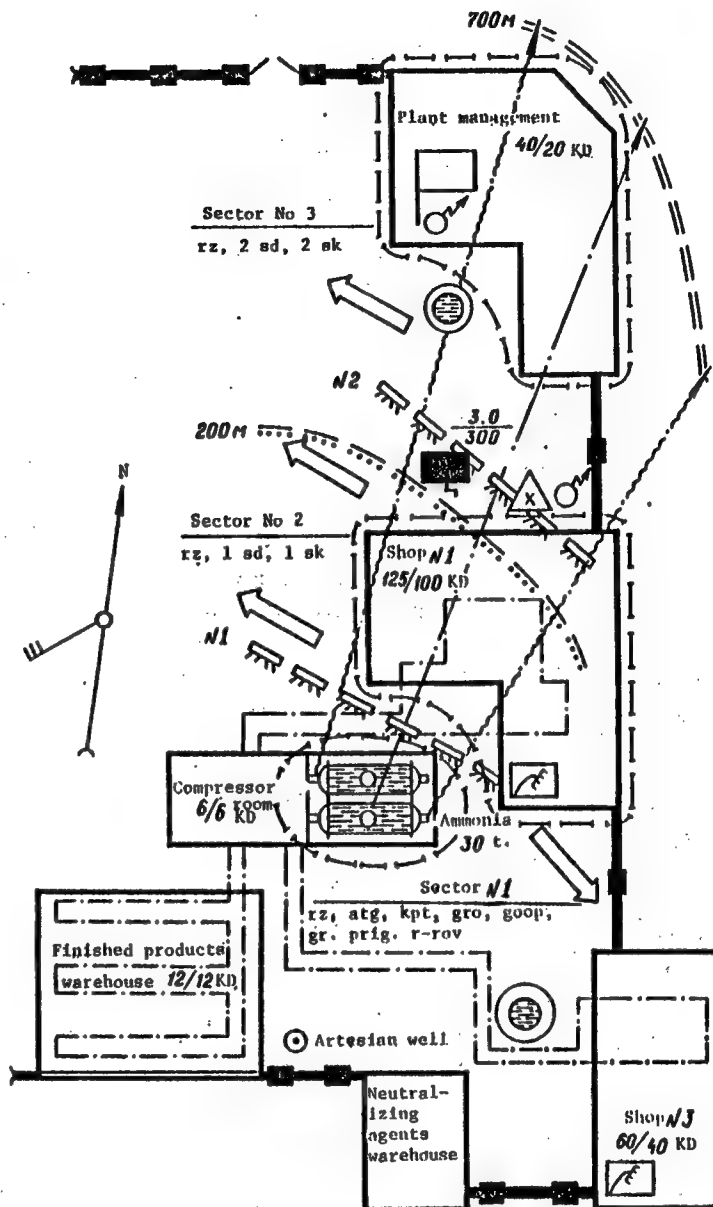 700м
Plant management
40/20 KD
Sector No 3
rz, 2 sd, 2 sk
N2
3.0
300
200м
N
X
Sector No 2
rz, 1 sd, 1 sk
Shop N1
125/100 KD
N1
Compressor
room
6/6 KD
Ammonia
30 t.
Sector N1
rz, atg, kpt, gro, goop,
gr. prig. r-rov
Finished products
warehouse 12/12 KD
Artesian well
Neutral-
izing
agents
warehouse
Shop N3
60/40 KD